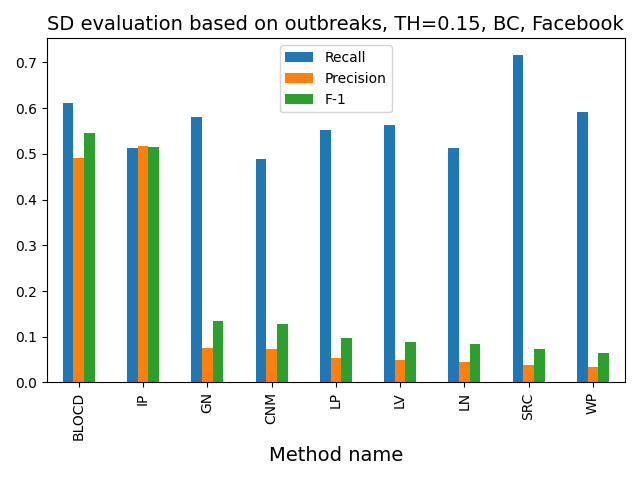 SD evaluation based on outbreaks, TH=0.15, BC, Facebook
Recall
Precision
F-1
0.7
0.6
0.5
0.4
0.3
0.2
0.1
0.0
BLOCD
IP
GN
CNM
LP
LV
LN
SRC
WP
Method name